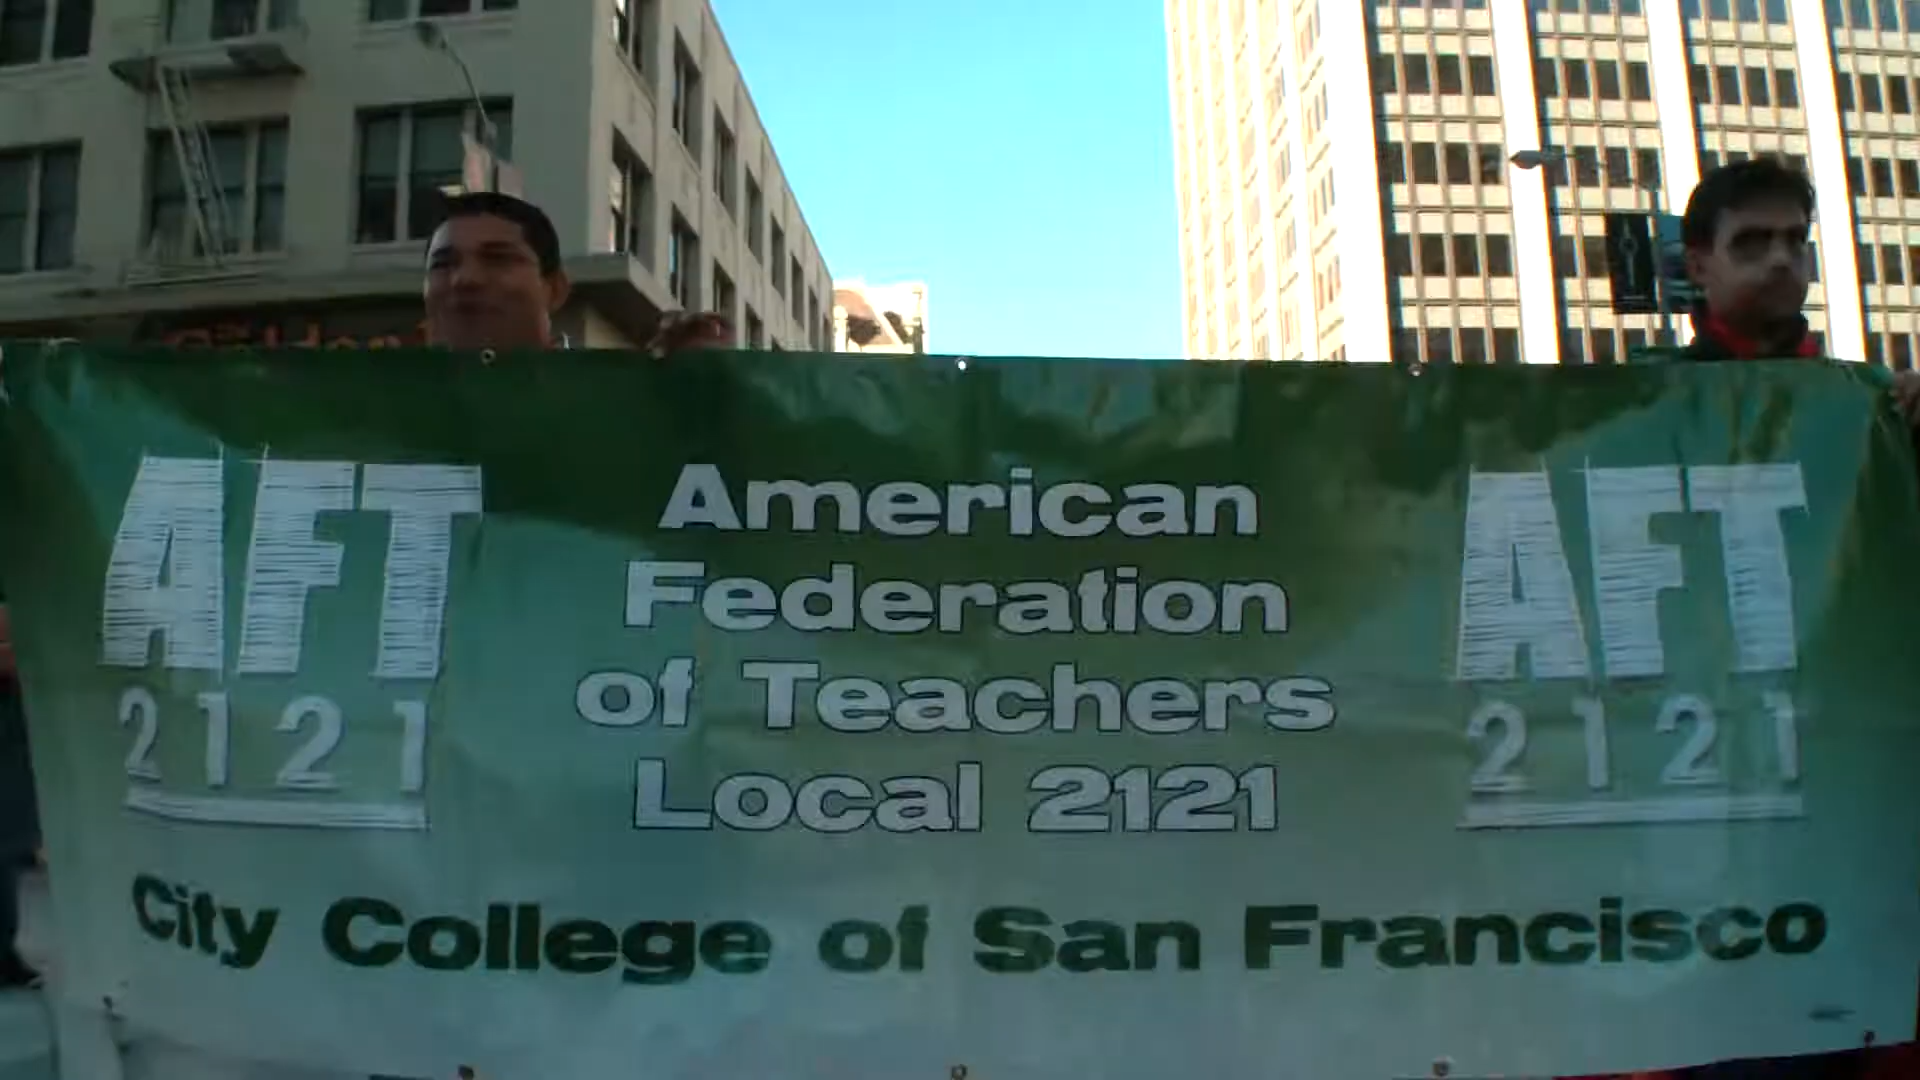 AFT
2121
American
Federation
of Teachers
Local 2121
AFT
2121
City College of San Francisco